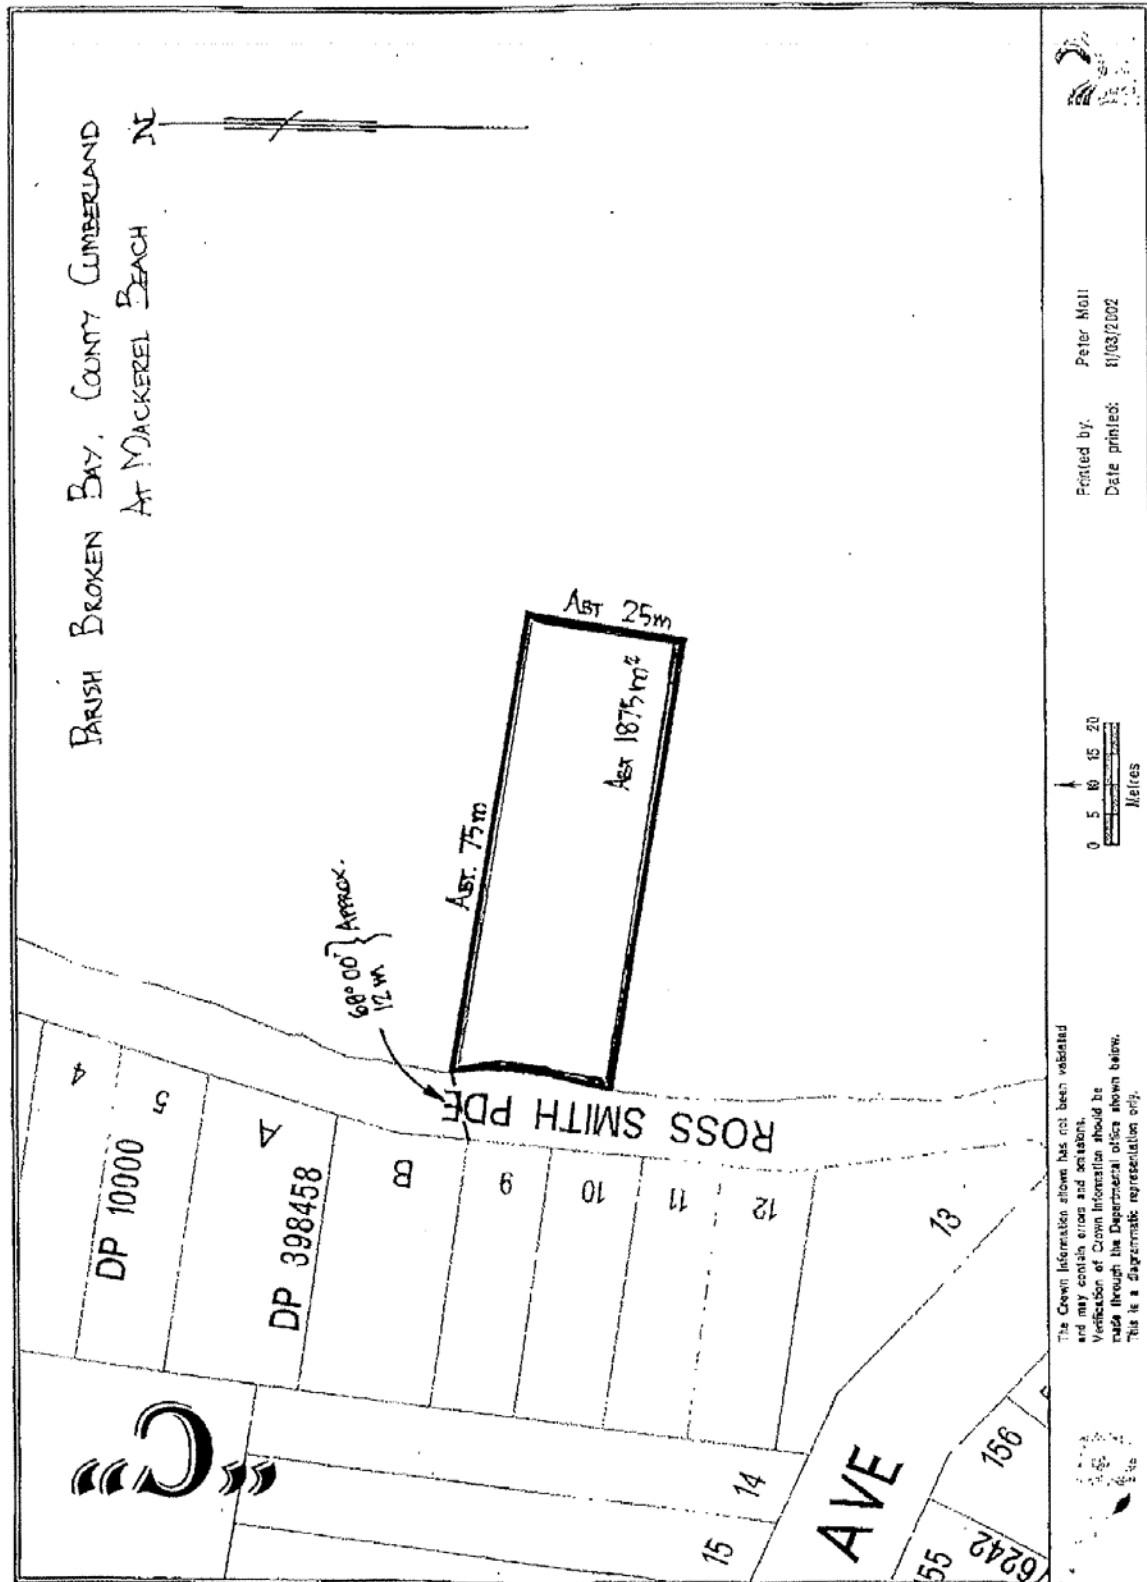 PARISH BROKEN BAY, COUNTY CUMBERLAND
AT MACKEREL BEACH
N
ABT. 75m
ABT 25m
ABT 1875m²
68°00' } APPROX.
12m
ROSS SMITH PDE
4
5
DP 10000
A
DP 398458
B
9
10
11
12
13
14
15
AVE
156
55
6242
"C"
The Crown Information shown has not been validated
and may contain errors and omissions.
Verification of Crown Information should be
made through the Departmental office shown below.
This is a diagrammatic representation only.
0 5 10 15 20
Metres
Printed by: Peter Moll
Date printed: 11/03/2002